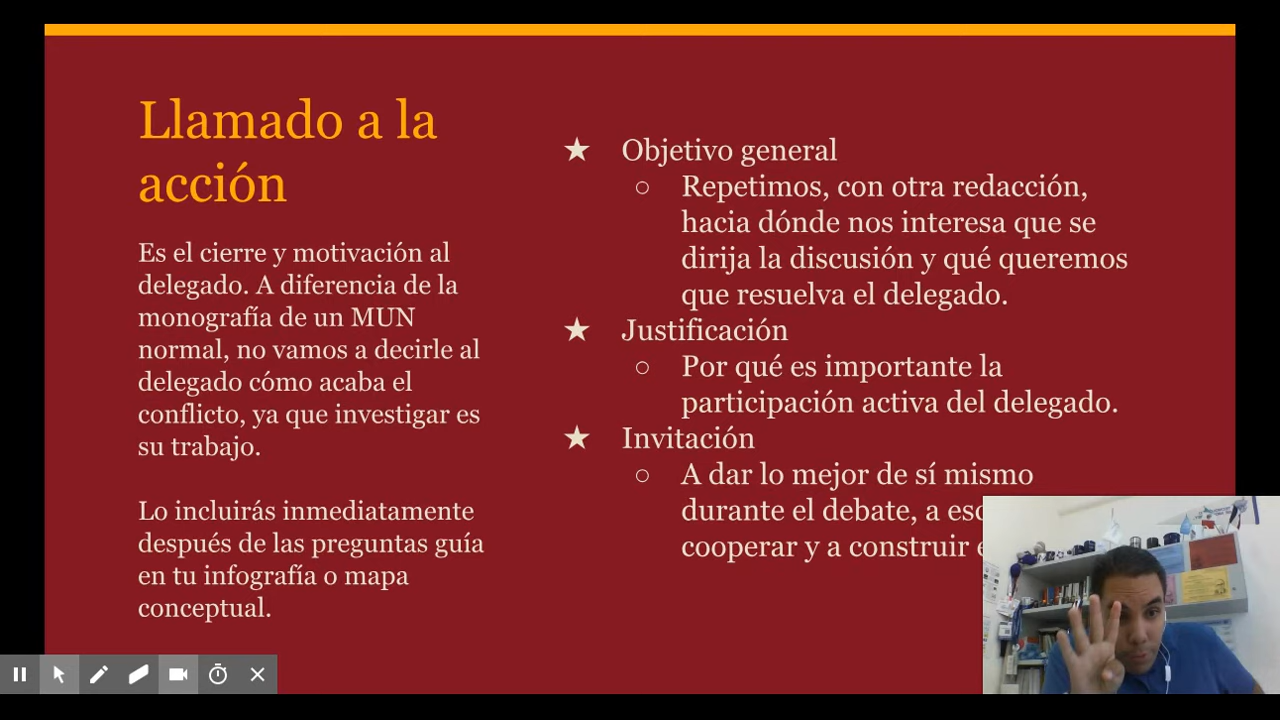 Llamado a la
acción
Es el cierre y motivación al
delegado. A diferencia de la
monografía de un MUN
normal, no vamos a decirle al
delegado cómo acaba el
conflicto, ya que investigar es
su trabajo.
Lo incluirás inmediatamente
después de las preguntas guía
en tu infografía o mapa
conceptual.
★ Objetivo general
○ Repetimos, con otra redacción,
hacia dónde nos interesa que se
dirija la discusión y qué queremos
que resuelva el delegado.
★ Justificación
○ Por qué es importante la
participación activa del delegado.
★ Invitación
○ A dar lo mejor de sí mismo
durante el debate, a
cooperar y a construir